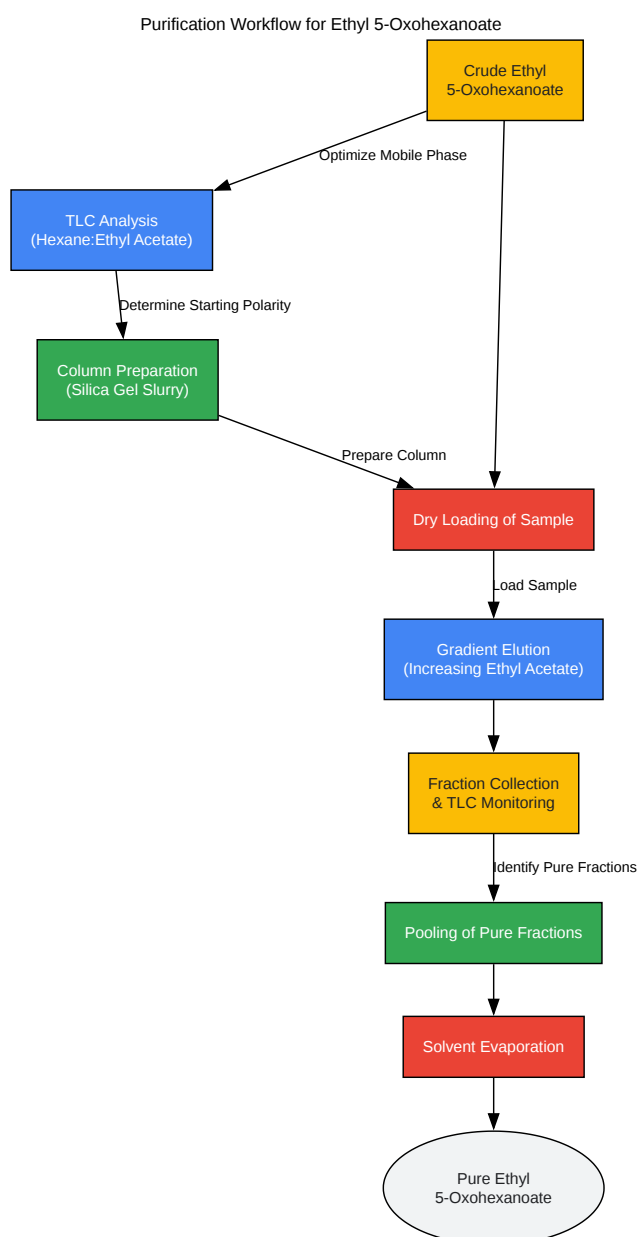 Purification Workflow for Ethyl 5-Oxohexanoate
Crude Ethyl
5-Oxohexanoate
Optimize Mobile Phase
TLC Analysis
(Hexane:Ethyl Acetate)
Determine Starting Polarity
Column Preparation
(Silica Gel Slurry)
Prepare Column
Dry Loading of Sample
Load Sample
Gradient Elution
(Increasing Ethyl Acetate)
Fraction Collection
& TLC Monitoring
Identify Pure Fractions
Pooling of Pure Fractions
Solvent Evaporation
Pure Ethyl
5-Oxohexanoate